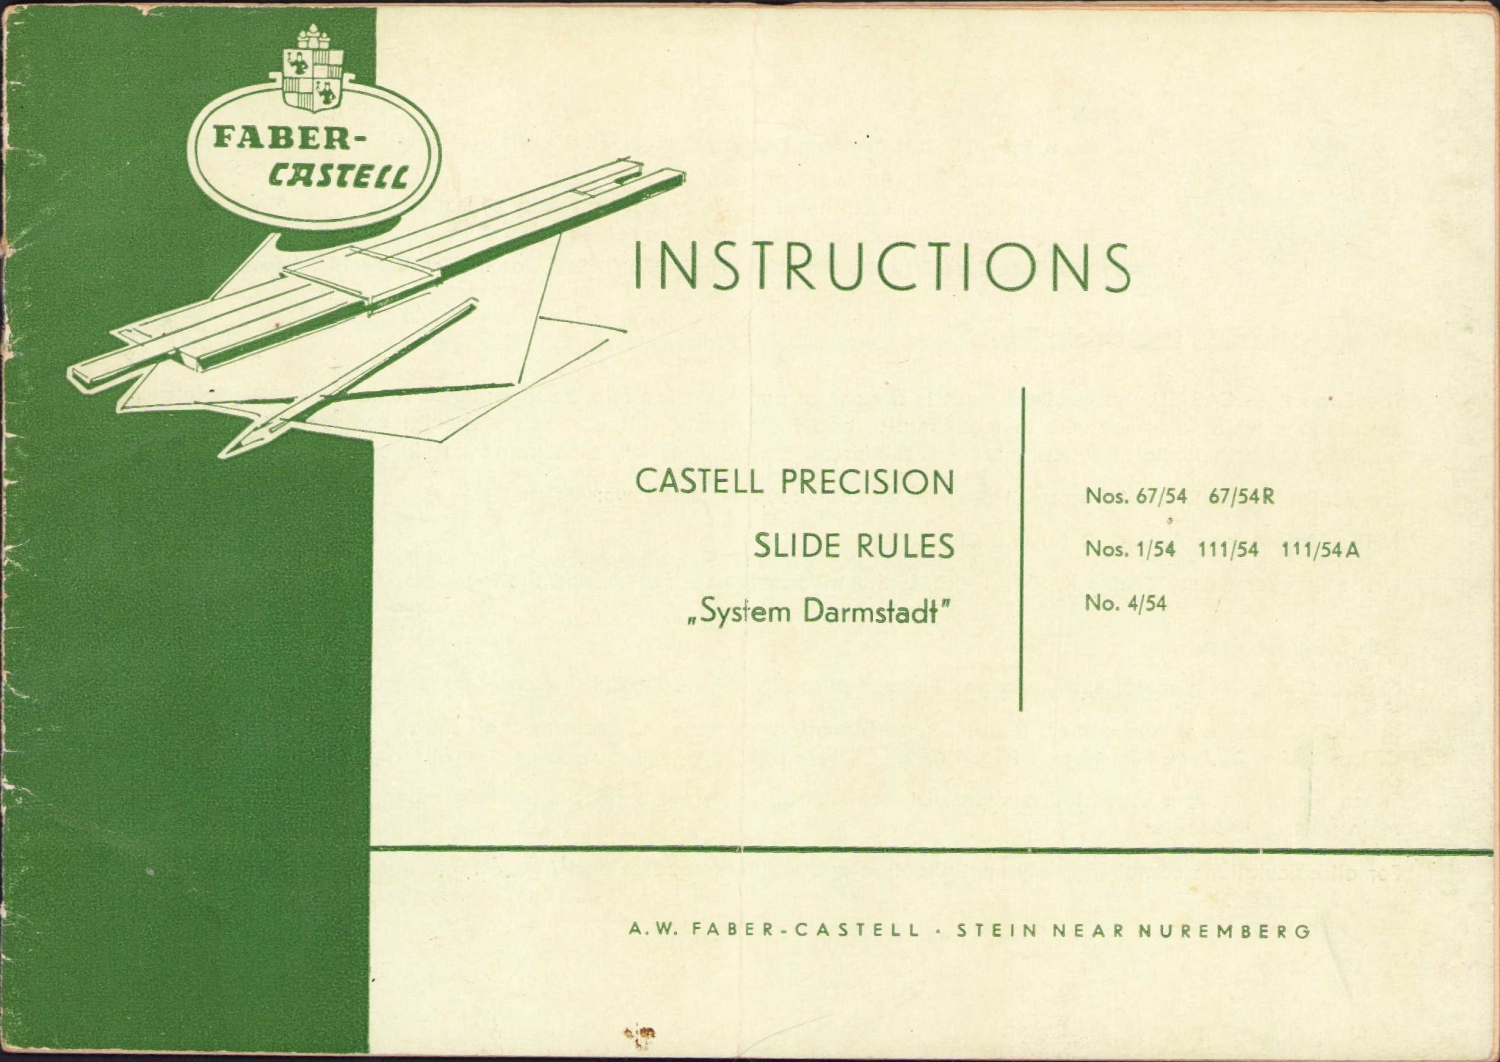 FABER-
CASTELL
INSTRUCTIONS
CASTELL PRECISION
SLIDE RULES
„System Darmstadt"
Nos. 67/54 67/54R
Nos. 1/54 111/54 111/54A
No. 4/54
A.W. FABER-CASTELL · STEIN NEAR NUREMBERG